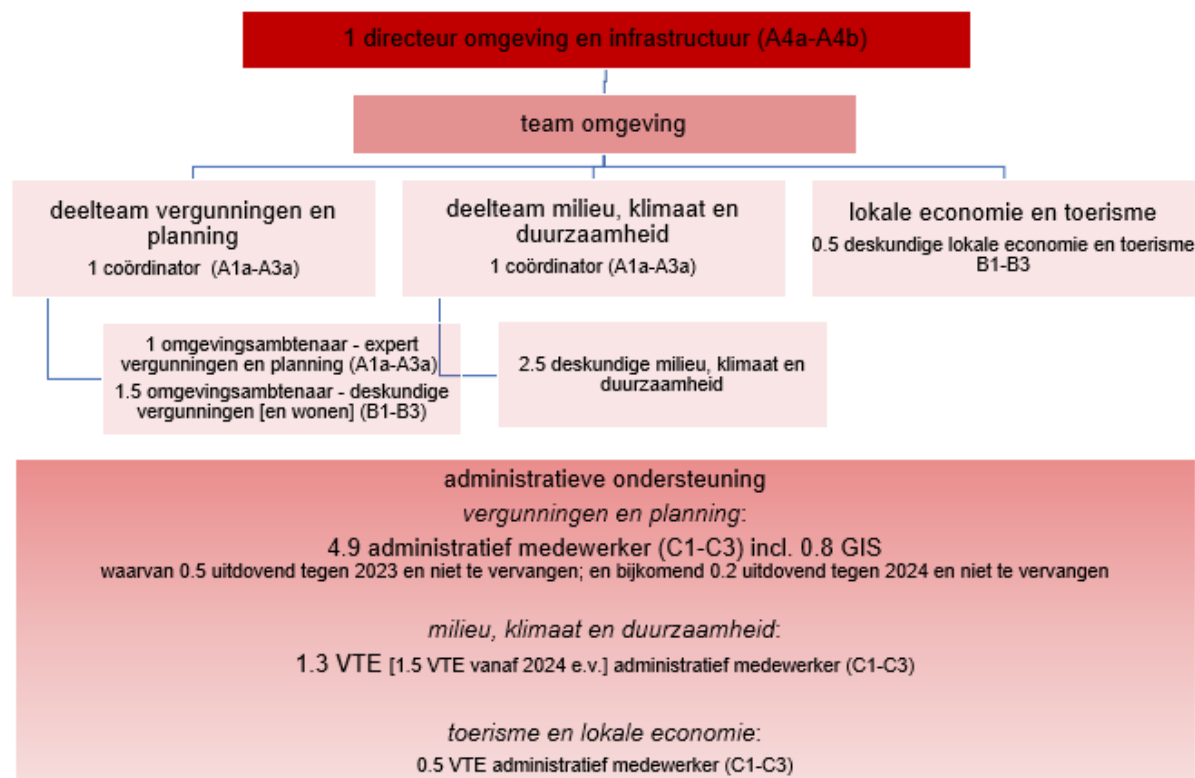 1 directeur omgeving en infrastructuur (A4a-A4b)
team omgeving
deelteam vergunningen en
planning
1 coördinator (A1a-A3a)
deelteam milieu, klimaat en
duurzaamheid
1 coördinator (A1a-A3a)
lokale economie en toerisme
0.5 deskundige lokale economie en toerisme
B1-B3
1 omgevingsambtenaar - expert
vergunningen en planning (A1a-A3a)
1.5 omgevingsambtenaar - deskundige
vergunningen [en wonen] (B1-B3)
2.5 deskundige milieu, klimaat en
duurzaamheid
administratieve ondersteuning
vergunningen en planning:
4.9 administratief medewerker (C1-C3) incl. 0.8 GIS
waarvan 0.5 uitdovend tegen 2023 en niet te vervangen; en bijkomend 0.2 uitdovend tegen 2024 en niet te vervangen
milieu, klimaat en duurzaamheid:
1.3 VTE [1.5 VTE vanaf 2024 e.v.] administratief medewerker (C1-C3)
toerisme en lokale economie:
0.5 VTE administratief medewerker (C1-C3)